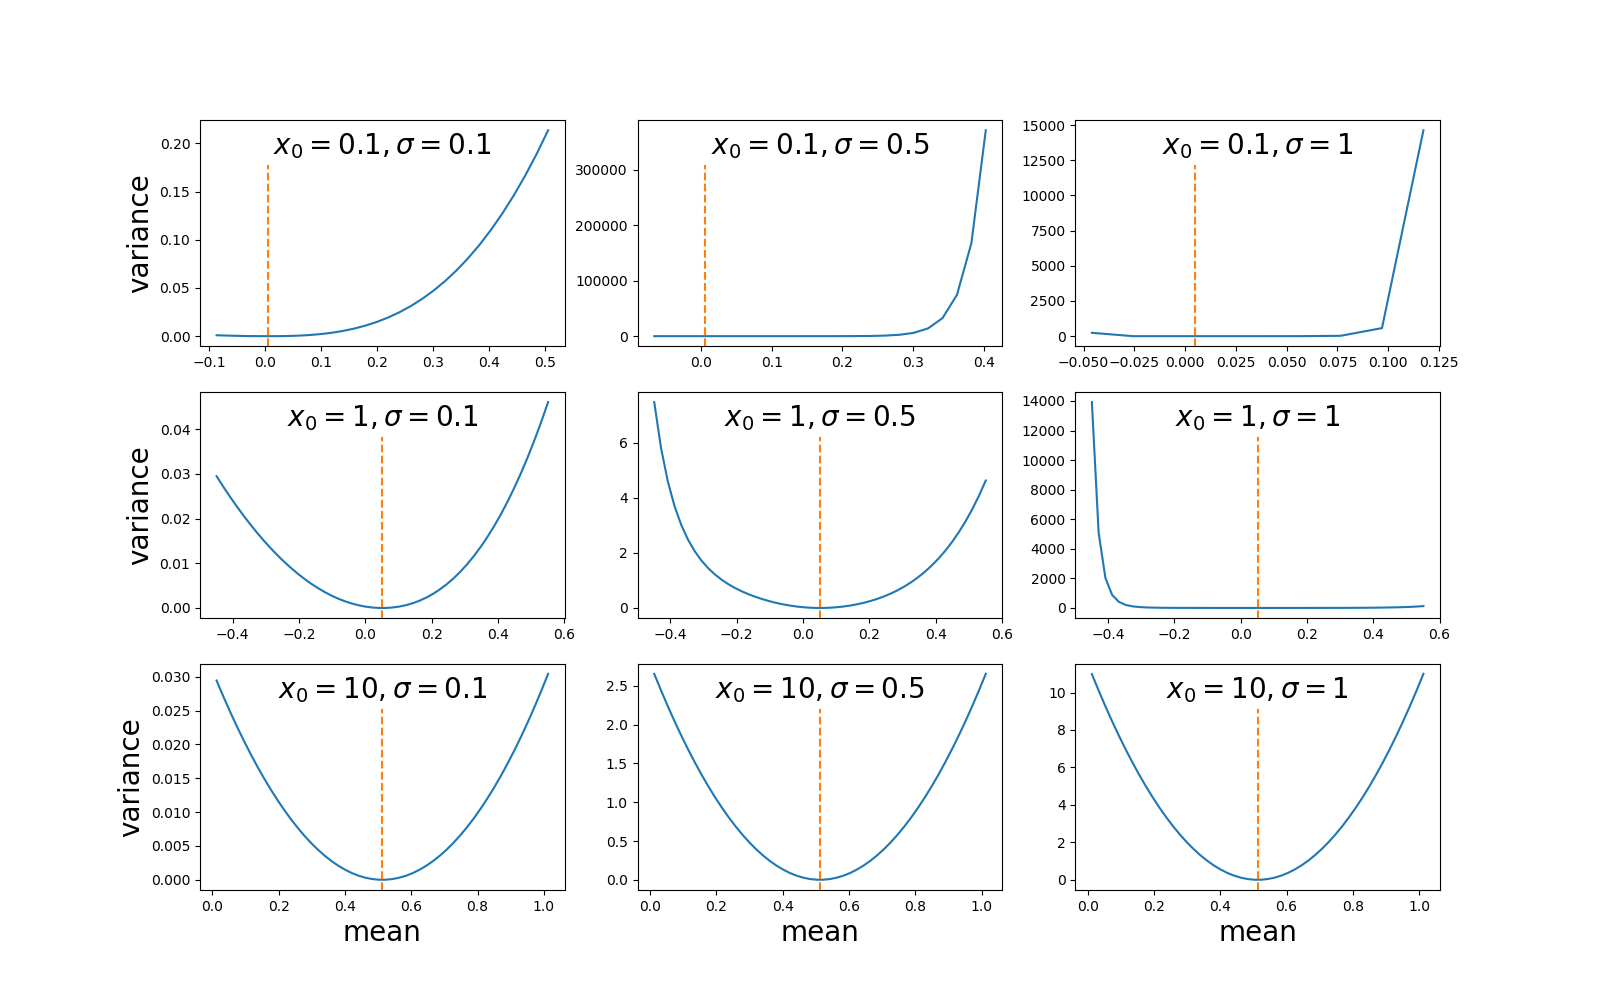 x₀ = 0.1, σ = 0.1
variance
0.20
0.15
0.10
0.05
0.00
−0.1 0.0 0.1 0.2 0.3 0.4 0.5
x₀ = 0.1, σ = 0.5
300000
200000
100000
0
0.0 0.1 0.2 0.3 0.4
x₀ = 0.1, σ = 1
15000
12500
10000
7500
5000
2500
0
−0.050 −0.025 0.000 0.025 0.050 0.075 0.100 0.125
x₀ = 1, σ = 0.1
variance
0.04
0.03
0.02
0.01
0.00
−0.4 −0.2 0.0 0.2 0.4 0.6
x₀ = 1, σ = 0.5
6
4
2
0
−0.4 −0.2 0.0 0.2 0.4 0.6
x₀ = 1, σ = 1
14000
12000
10000
8000
6000
4000
2000
0
−0.4 −0.2 0.0 0.2 0.4 0.6
x₀ = 10, σ = 0.1
variance
0.030
0.025
0.020
0.015
0.010
0.005
0.000
0.0 0.2 0.4 0.6 0.8 1.0
mean
x₀ = 10, σ = 0.5
2.5
2.0
1.5
1.0
0.5
0.0
0.0 0.2 0.4 0.6 0.8 1.0
mean
x₀ = 10, σ = 1
10
8
6
4
2
0
0.0 0.2 0.4 0.6 0.8 1.0
mean